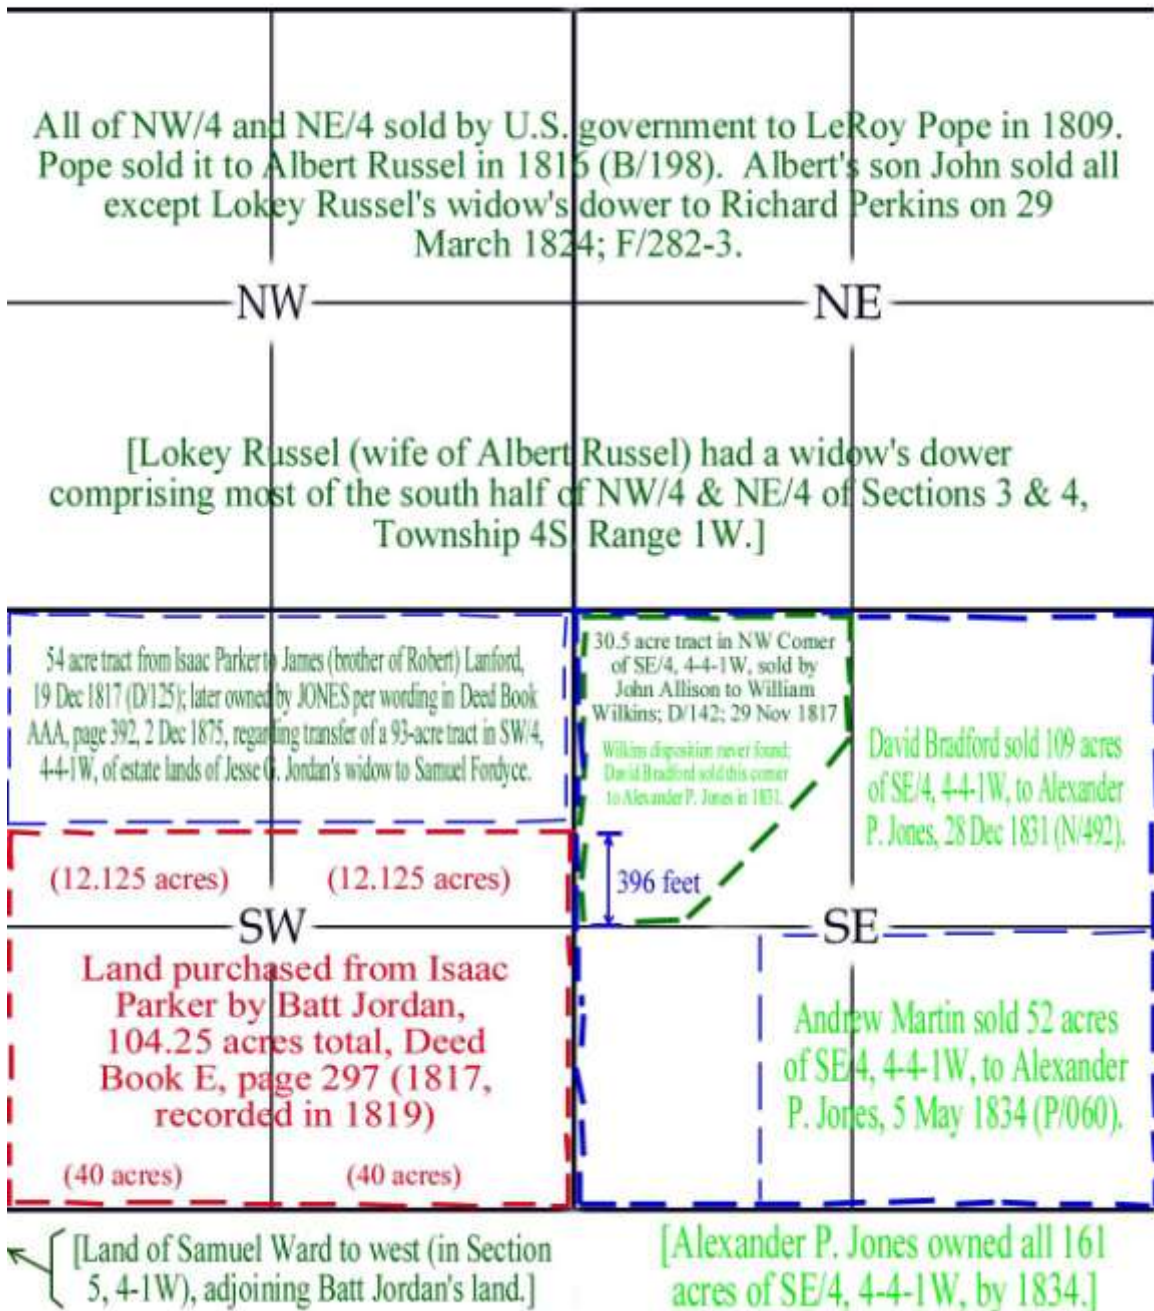 All of NW/4 and NE/4 sold by U.S. government to LeRoy Pope in 1809.
Pope sold it to Albert Russel in 1816 (B/198). Albert's son John sold all
except Lokey Russel's widow's dower to Richard Perkins on 29
March 1824; F/282-3.
NW
NE
[Lokey Russel (wife of Albert Russel) had a widow's dower
comprising most of the south half of NW/4 & NE/4 of Sections 3 & 4,
Township 4S, Range 1W.]
54 acre tract from Isaac Parker to James (brother of Robert) Lanford,
19 Dec 1817 (D/125); later owned by JONES per wording in Deed Book
AAA, page 392, 2 Dec 1875, regarding transfer of a 93-acre tract in SW/4,
4-4-1W, of estate lands of Jesse G. Jordan's widow to Samuel Fordyce.
30.5 acre tract in NW Corner
of SE/4, 4-4-1W, sold by
John Allison to William
Wilkins; D/142; 29 Nov 1817
Wilkins disposition never found;
David Bradford sold this corner
to Alexander P. Jones in 1831.
David Bradford sold 109 acres
of SE/4, 4-4-1W, to Alexander
P. Jones, 28 Dec 1831 (N/492).
(12.125 acres)
(12.125 acres)
396 feet
SW
SE
Land purchased from Isaac
Parker by Batt Jordan,
104.25 acres total, Deed
Book E, page 297 (1817,
recorded in 1819)
Andrew Martin sold 52 acres
of SE/4, 4-4-1W, to Alexander
P. Jones, 5 May 1834 (P/060).
(40 acres)
(40 acres)
[Land of Samuel Ward to west (in Section
5, 4-1W), adjoining Batt Jordan's land.]
[Alexander P. Jones owned all 161
acres of SE/4, 4-4-1W, by 1834.]